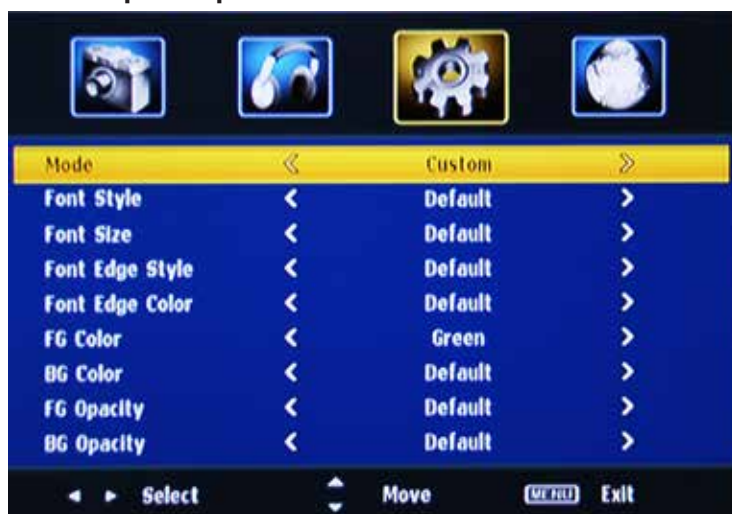 Mode Custom
Font Style Default
Font Size Default
Font Edge Style Default
Font Edge Color Default
FG Color Green
BG Color Default
FG Opacity Default
BG Opacity Default
Select Move MENU Exit